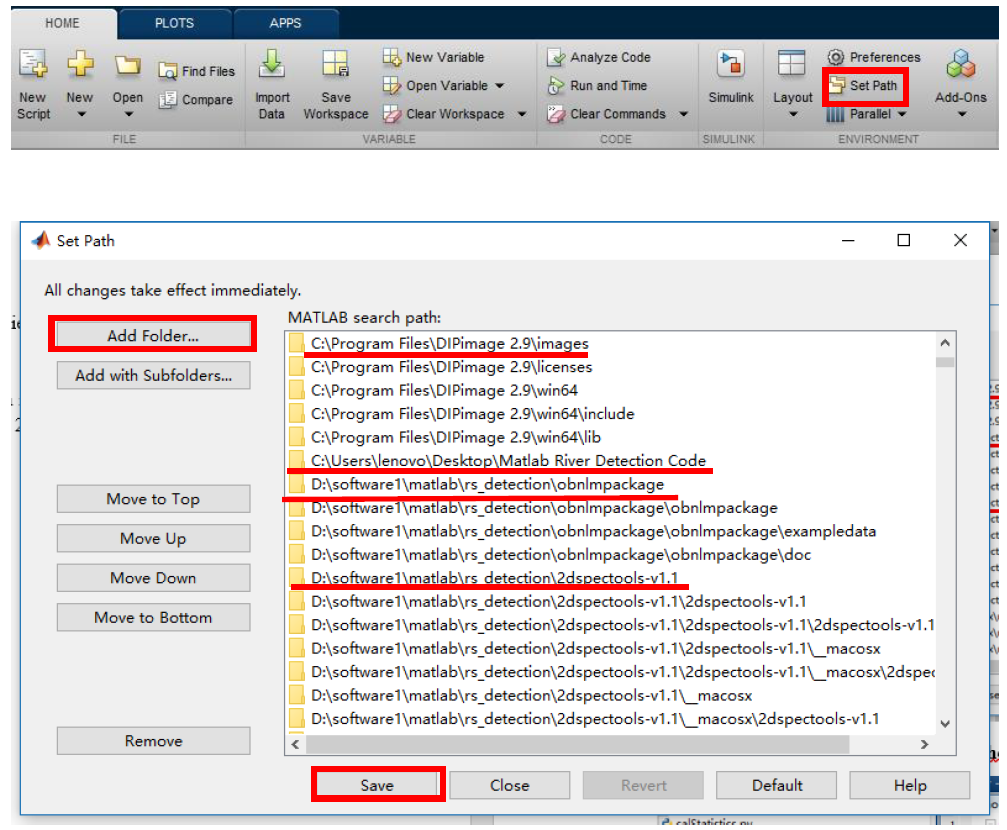 HOME PLOTS APPS
New Script
New
Open
Find Files
Compare
Import Data
Save Workspace
New Variable
Open Variable
Clear Workspace
Analyze Code
Run and Time
Clear Commands
Simulink
Layout
Preferences
Set Path
Parallel
Add-Ons
FILE VARIABLE CODE SIMULINK ENVIRONMENT
Set Path
All changes take effect immediately.
MATLAB search path:
Add Folder...
Add with Subfolders...
Move to Top
Move Up
Move Down
Move to Bottom
Remove
C:\Program Files\DIPimage 2.9\images
C:\Program Files\DIPimage 2.9\licenses
C:\Program Files\DIPimage 2.9\win64
C:\Program Files\DIPimage 2.9\win64\include
C:\Program Files\DIPimage 2.9\win64\lib
C:\Users\lenovo\Desktop\Matlab River Detection Code
D:\software1\matlab\rs_detection\obnlmpackage
D:\software1\matlab\rs_detection\obnlmpackage\obnlmpackage
D:\software1\matlab\rs_detection\obnlmpackage\obnlmpackage\exampledata
D:\software1\matlab\rs_detection\obnlmpackage\obnlmpackage\doc
D:\software1\matlab\rs_detection\2dspectools-v1.1
D:\software1\matlab\rs_detection\2dspectools-v1.1\2dspectools-v1.1
D:\software1\matlab\rs_detection\2dspectools-v1.1\2dspectools-v1.1\2dspectools-v1.1
D:\software1\matlab\rs_detection\2dspectools-v1.1\2dspectools-v1.1\__macosx
D:\software1\matlab\rs_detection\2dspectools-v1.1\2dspectools-v1.1\__macosx\2dspec
D:\software1\matlab\rs_detection\2dspectools-v1.1\__macosx
D:\software1\matlab\rs_detection\2dspectools-v1.1\__macosx\2dspectools-v1.1
Save Close Revert Default Help